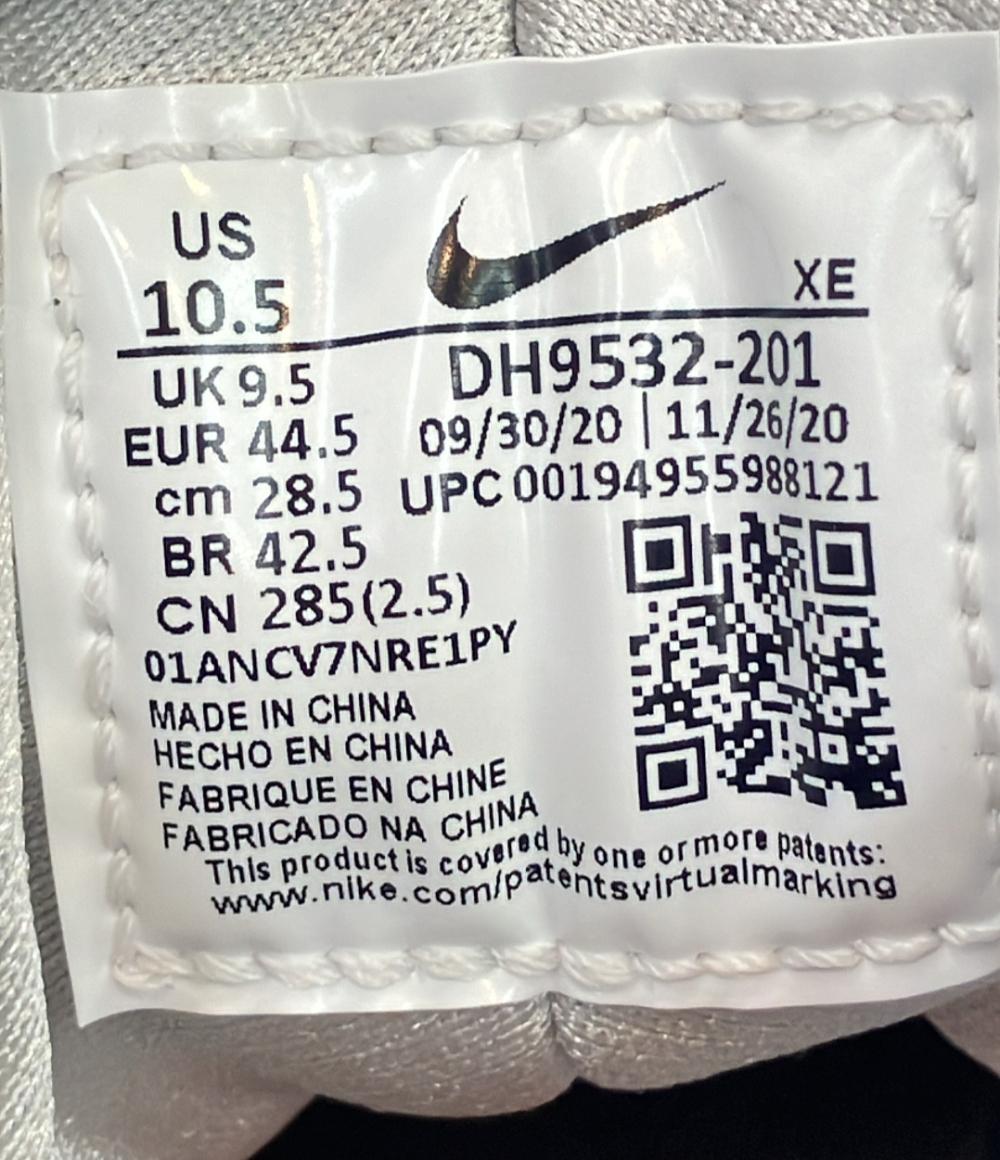 US
10.5
XE
UK 9.5
EUR 44.5
cm 28.5
BR 42.5
CN 285(2.5)
DH9532-201
09/30/20 | 11/26/20
UPC 00194955988121
01ANCV7NRE1PY
MADE IN CHINA
HECHO EN CHINA
FABRIQUE EN CHINE
FABRICADO NA CHINA
This product is covered by one or more patents:
www.nike.com/patentsvirtualmarking